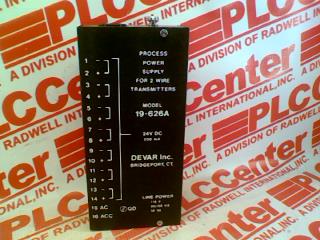 PROCESS
POWER
SUPPLY
FOR 2 WIRE
TRANSMITTERS
MODEL
19-626A
24V DC
DEVAR Inc.
BRIDGEPORT, CT.
LINE POWER
1
2
3
4
5
6
7
8
9
10
11
12
13
14 +
15 AC
16 ACC
GD
PLCCenter
A DIVISION OF RADWELL INTERNATIONAL, INC.